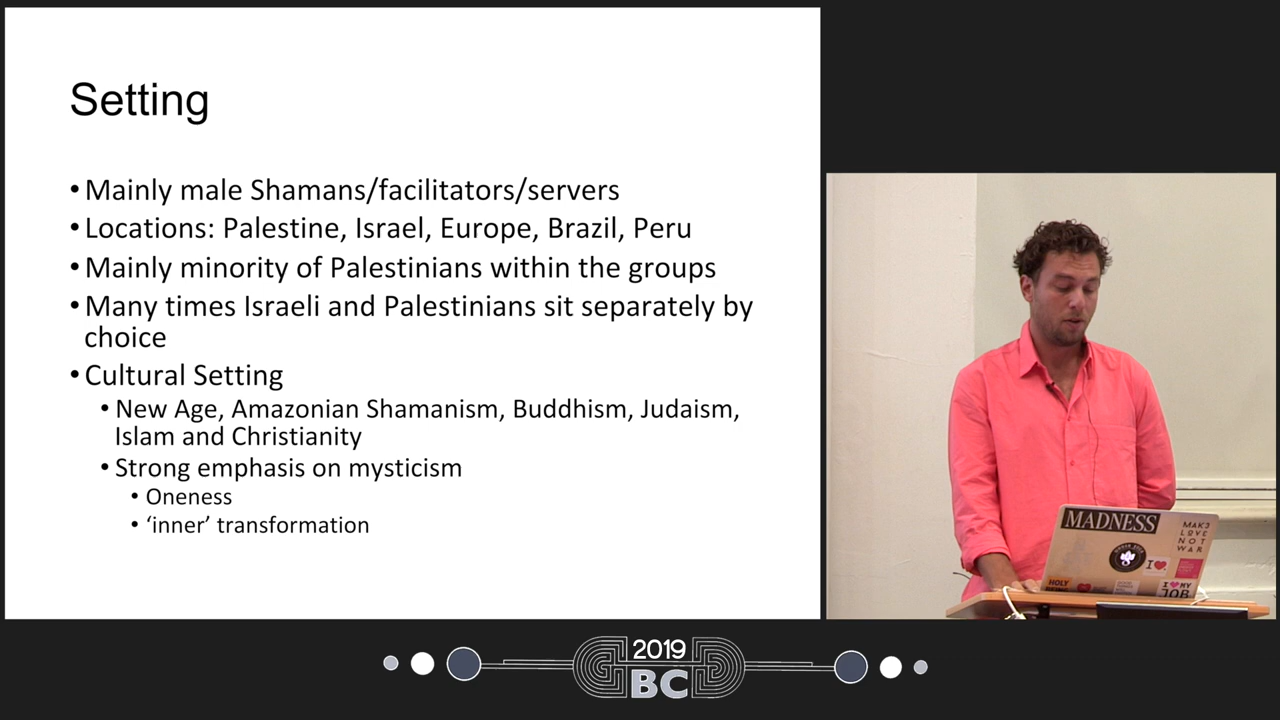 Setting
• Mainly male Shamans/facilitators/servers
• Locations: Palestine, Israel, Europe, Brazil, Peru
• Mainly minority of Palestinians within the groups
• Many times Israeli and Palestinians sit separately by
choice
• Cultural Setting
• New Age, Amazonian Shamanism, Buddhism, Judaism,
Islam and Christianity
• Strong emphasis on mysticism
• Oneness
• ‘inner’ transformation
MADNESS
MAK3
LOVE
NOT
WAR
I
HOLY
I MY
JOB
2019
BC